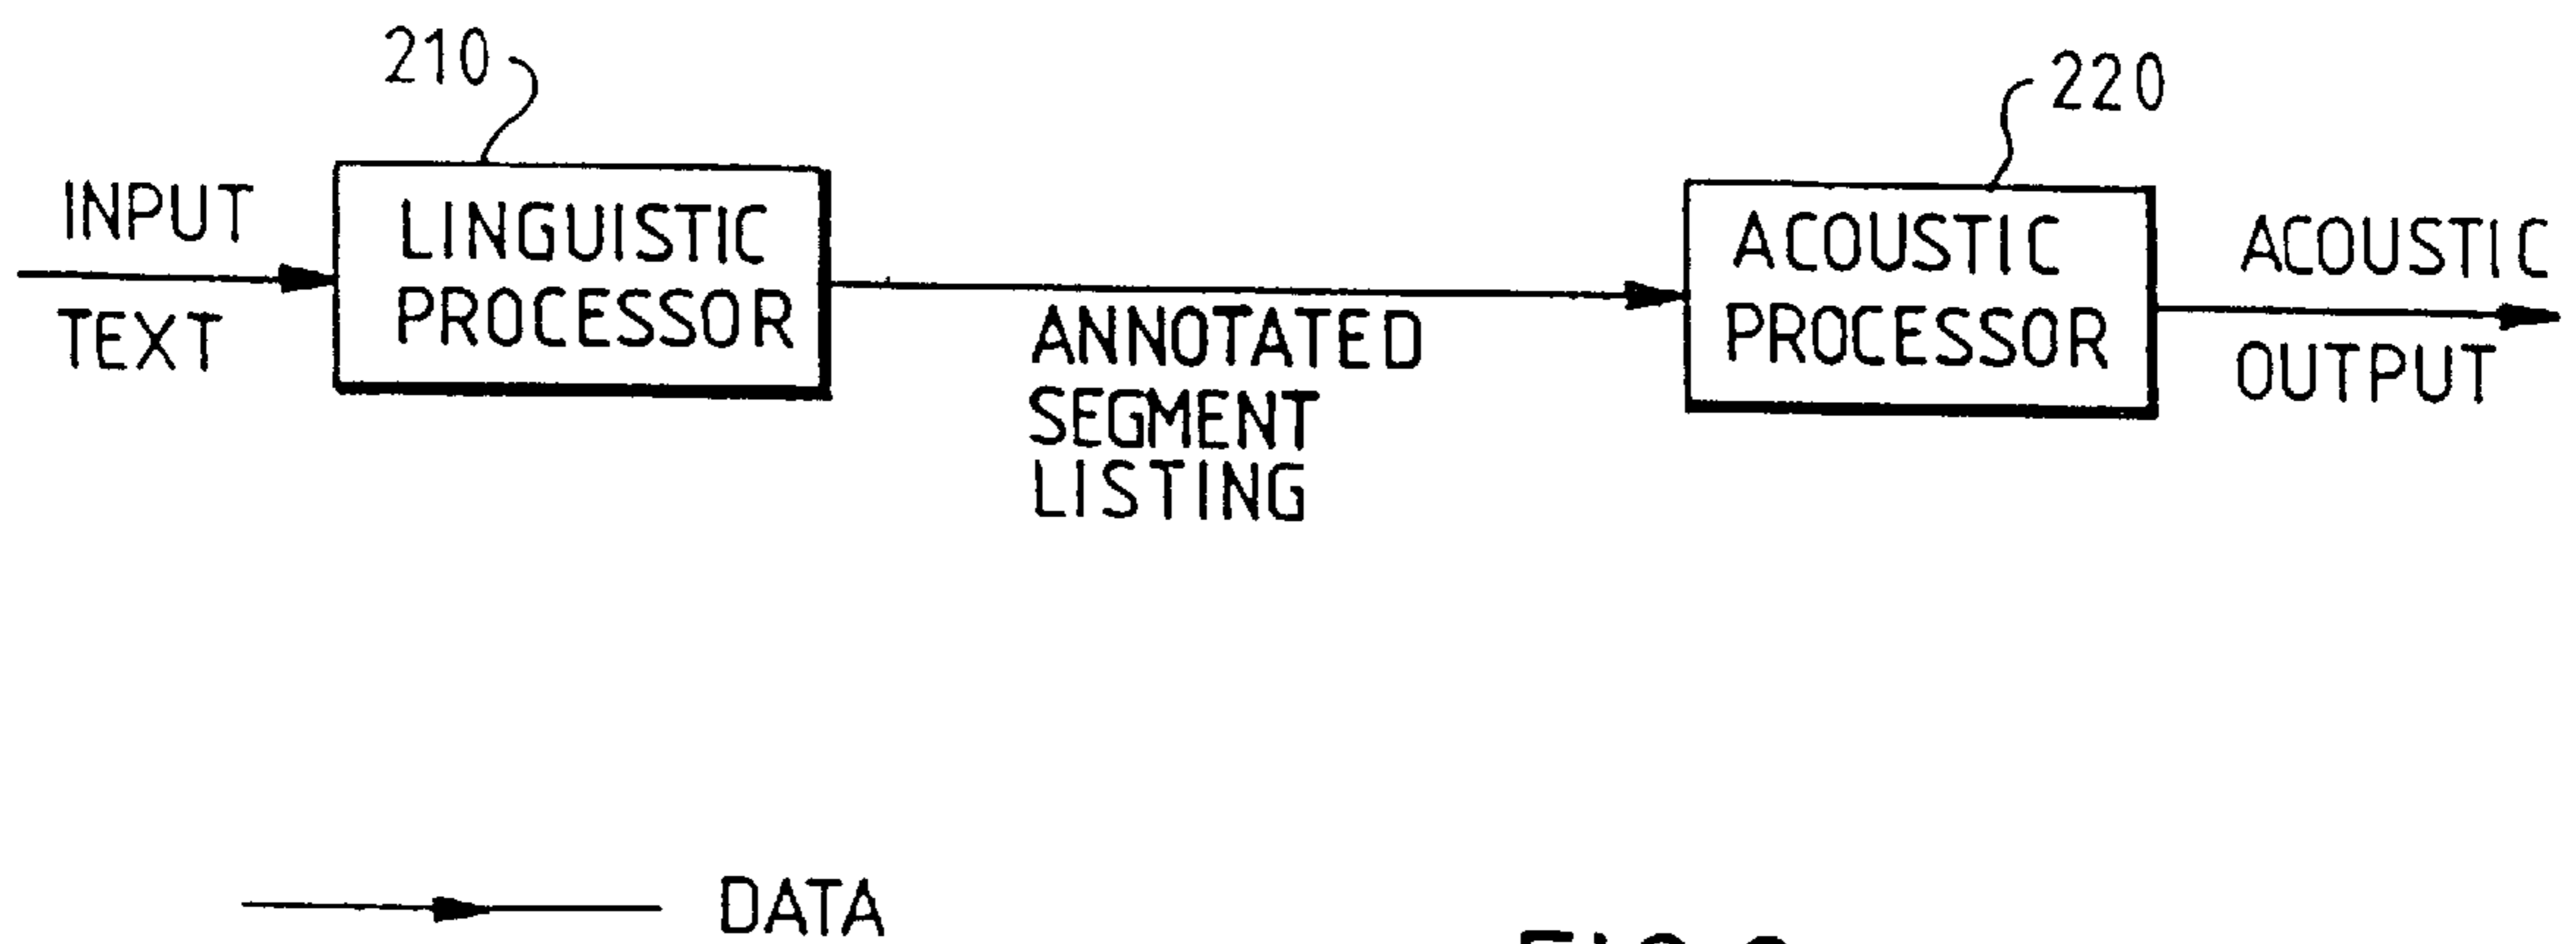 210
220
INPUT
TEXT
LINGUISTIC
PROCESSOR
ANNOTATED
SEGMENT
LISTING
ACOUSTIC
PROCESSOR
ACOUSTIC
OUTPUT
DATA